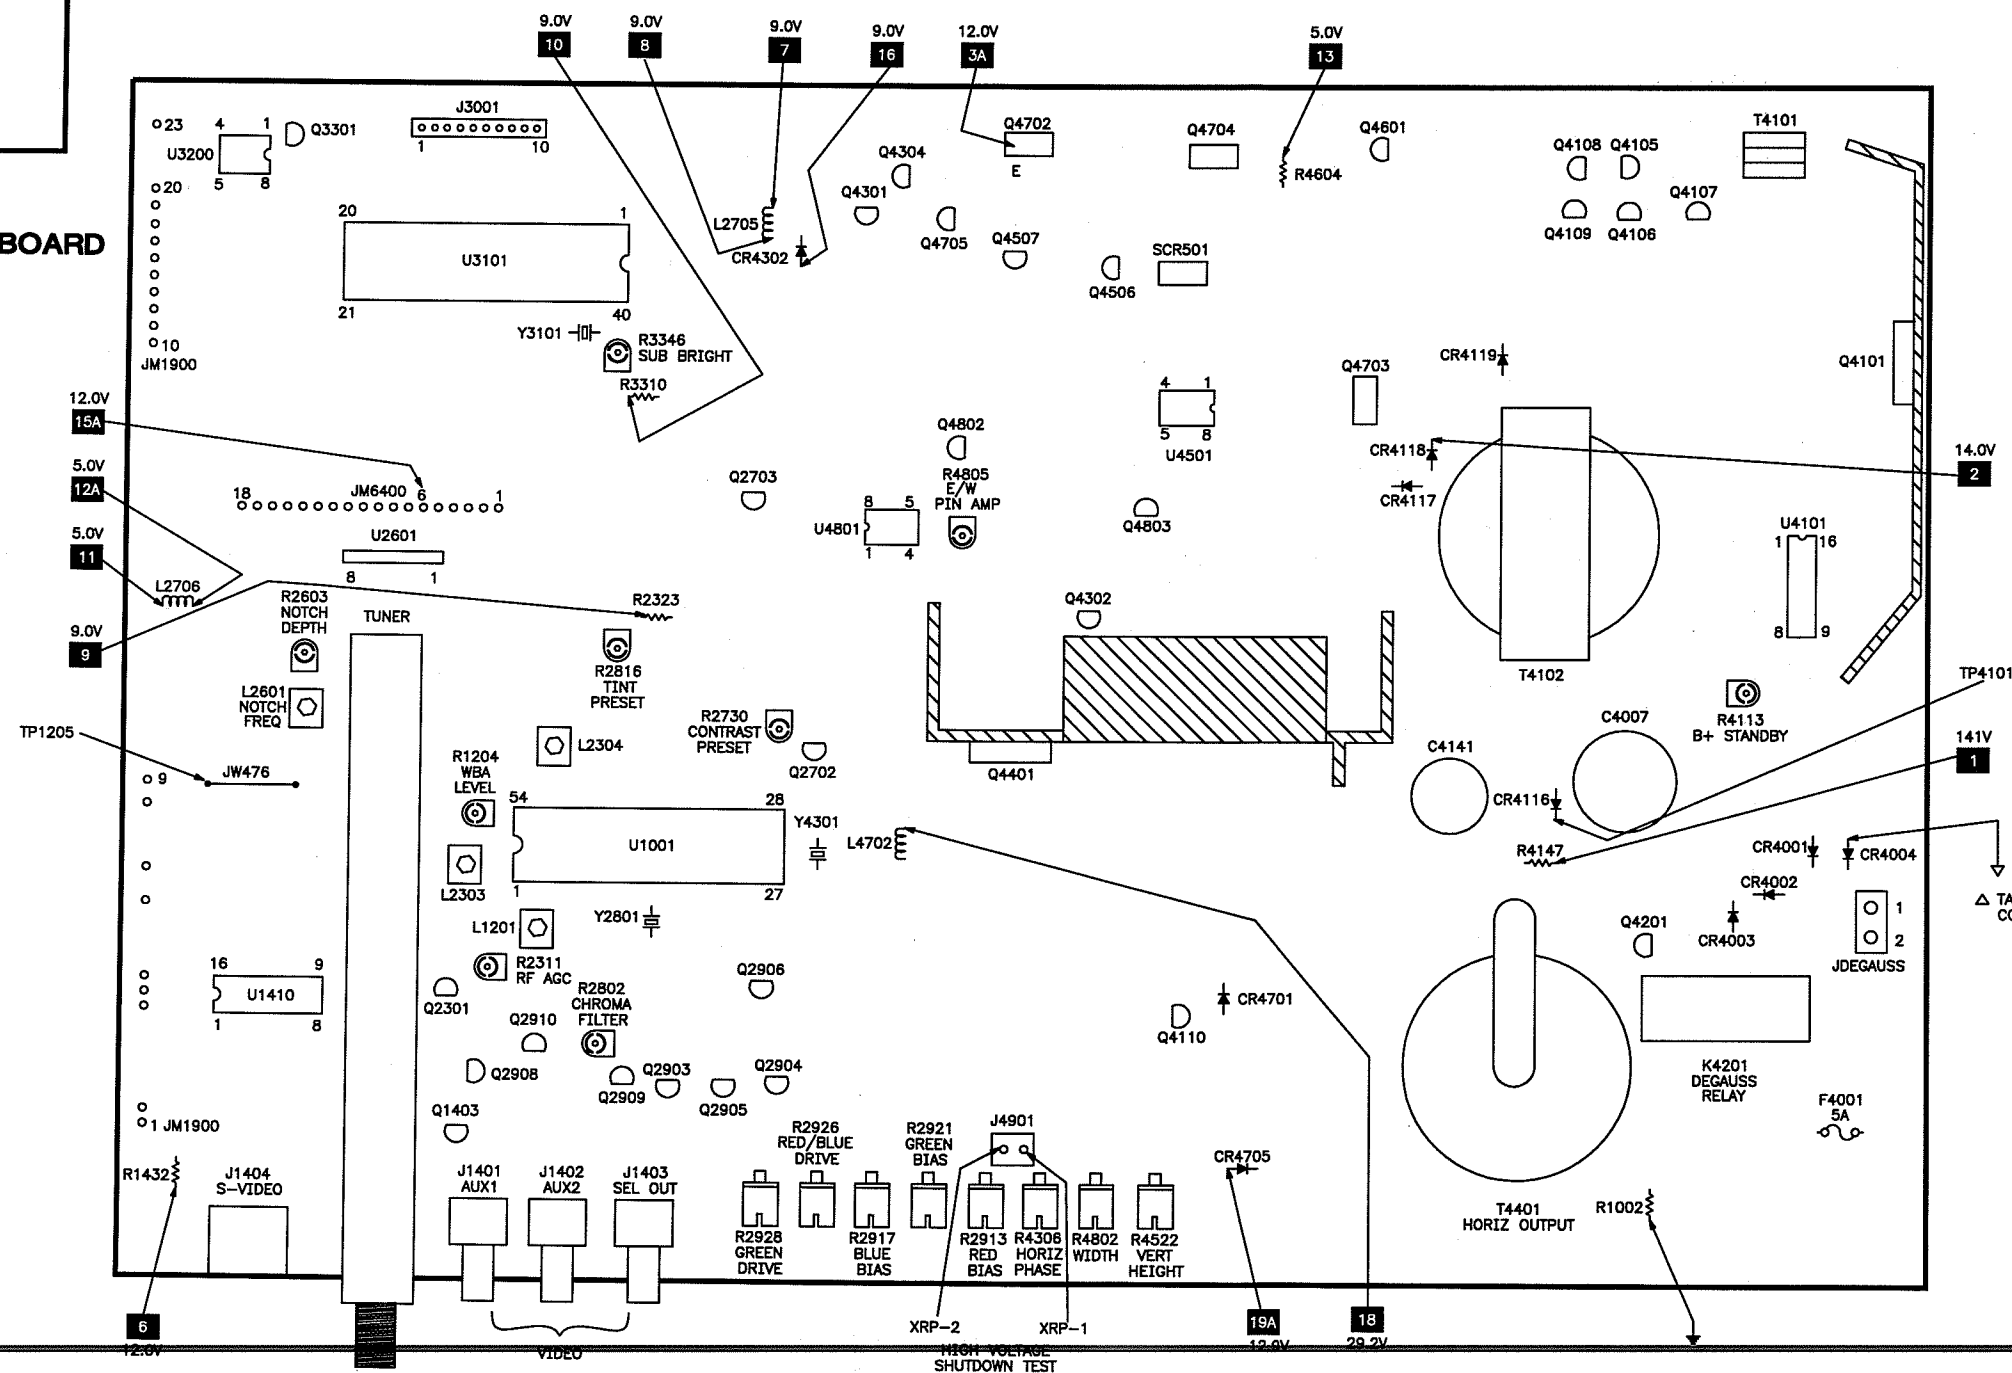 9.0V
10
9.0V
8
9.0V
7
9.0V
16
12.0V
3A
5.0V
13
J3001
1
10
23
4
1
Q3301
U3200
5
8
20
Q4304
Q4702
E
Q4704
R4604
Q4601
Q4108
Q4105
T4101
Q4301
Q4107
20
1
L2705
Q4705
Q4507
Q4109
Q4106
BOARD
U3101
CR4302
SCR501
Q4506
21
40
Y3101
R3346
SUB BRIGHT
10
JM1900
CR4119
Q4101
R3310
Q4703
4
1
5
8
U4501
12.0V
15A
Q4802
R4805
E/W
PIN AMP
CR4118
14.0V
2
5.0V
12A
18
JM6400
6
1
Q2703
CR4117
8
5
U4801
1
4
Q4803
U4101
1
16
8
9
5.0V
11
U2601
8
1
L2706
R2603
NOTCH
DEPTH
TUNER
R2323
Q4302
9.0V
9
R2816
TINT
PRESET
T4102
TP4101
L2601
NOTCH
FREQ
R4113
B+ STANDBY
TP1205
R2730
CONTRAST
PRESET
L2304
C4007
C4141
141V
1
R1204
WBA
LEVEL
Q2702
Q4401
JW476
9
54
28
CR4116
Y4301
U1001
L4702
R4147
CR4001
CR4004
L2303
1
27
CR4002
TA
CO
L1201
Y2801
Q4201
CR4003
1
2
JDEGAUSS
16
9
U1410
1
8
R2311
RF AGC
Q2906
Q2301
R2802
CHROMA
FILTER
CR4701
Q2910
Q4110
Q2908
Q2909
Q2903
Q2905
Q2904
K4201
DEGAUSS
RELAY
F4001
5A
Q1403
1 JM1900
R2926
RED/BLUE
DRIVE
R2921
GREEN
BIAS
J4901
CR4705
R1432
J1404
S-VIDEO
J1401
AUX1
J1402
AUX2
J1403
SEL OUT
T4401
HORIZ OUTPUT
R1002
R2928
GREEN
DRIVE
R2917
BLUE
BIAS
R2913
RED
BIAS
R4306
HORIZ
PHASE
R4802
WIDTH
R4522
VERT
HEIGHT
6
12.0V
VIDEO
XRP-2
XRP-1
HIGH VOLTAGE
SHUTDOWN TEST
19A
12.9V
18
29.2V